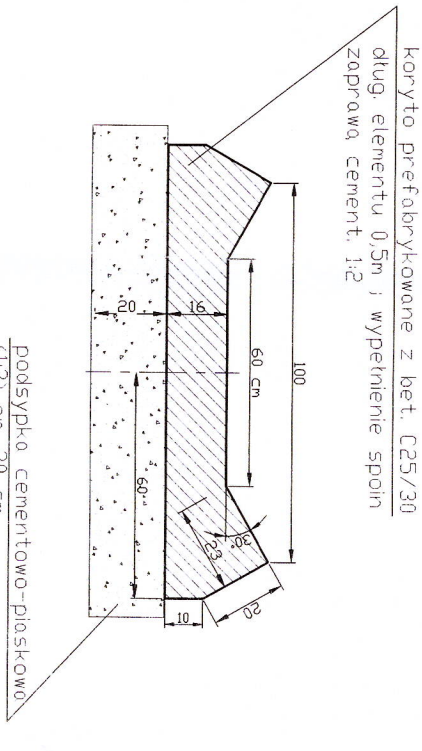 koryto prefabrykowane z bet. C25/30
dług. elementu 0,5m i wypełnienie spoin
zaprawą cement. 1:2
100
60 cm
16
20
60
30°
23
20
10
podsypka cementowo-piaskowa